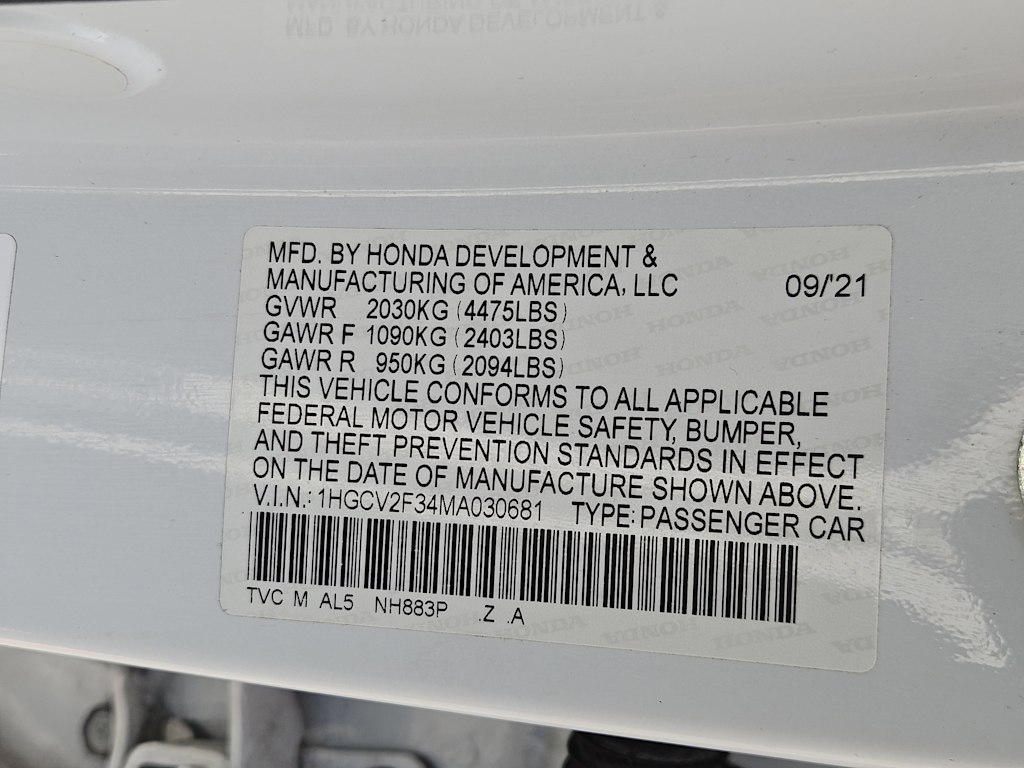 MFD. BY HONDA DEVELOPMENT &
MANUFACTURING OF AMERICA, LLC 09/'21
GVWR 2030KG (4475LBS)
GAWR F 1090KG (2403LBS)
GAWR R 950KG (2094LBS)
THIS VEHICLE CONFORMS TO ALL APPLICABLE
FEDERAL MOTOR VEHICLE SAFETY, BUMPER,
AND THEFT PREVENTION STANDARDS IN EFFECT
ON THE DATE OF MANUFACTURE SHOWN ABOVE.
V.I.N.: 1HGCV2F34MA030681 TYPE: PASSENGER CAR
TVC M AL5 NH883P .Z .A